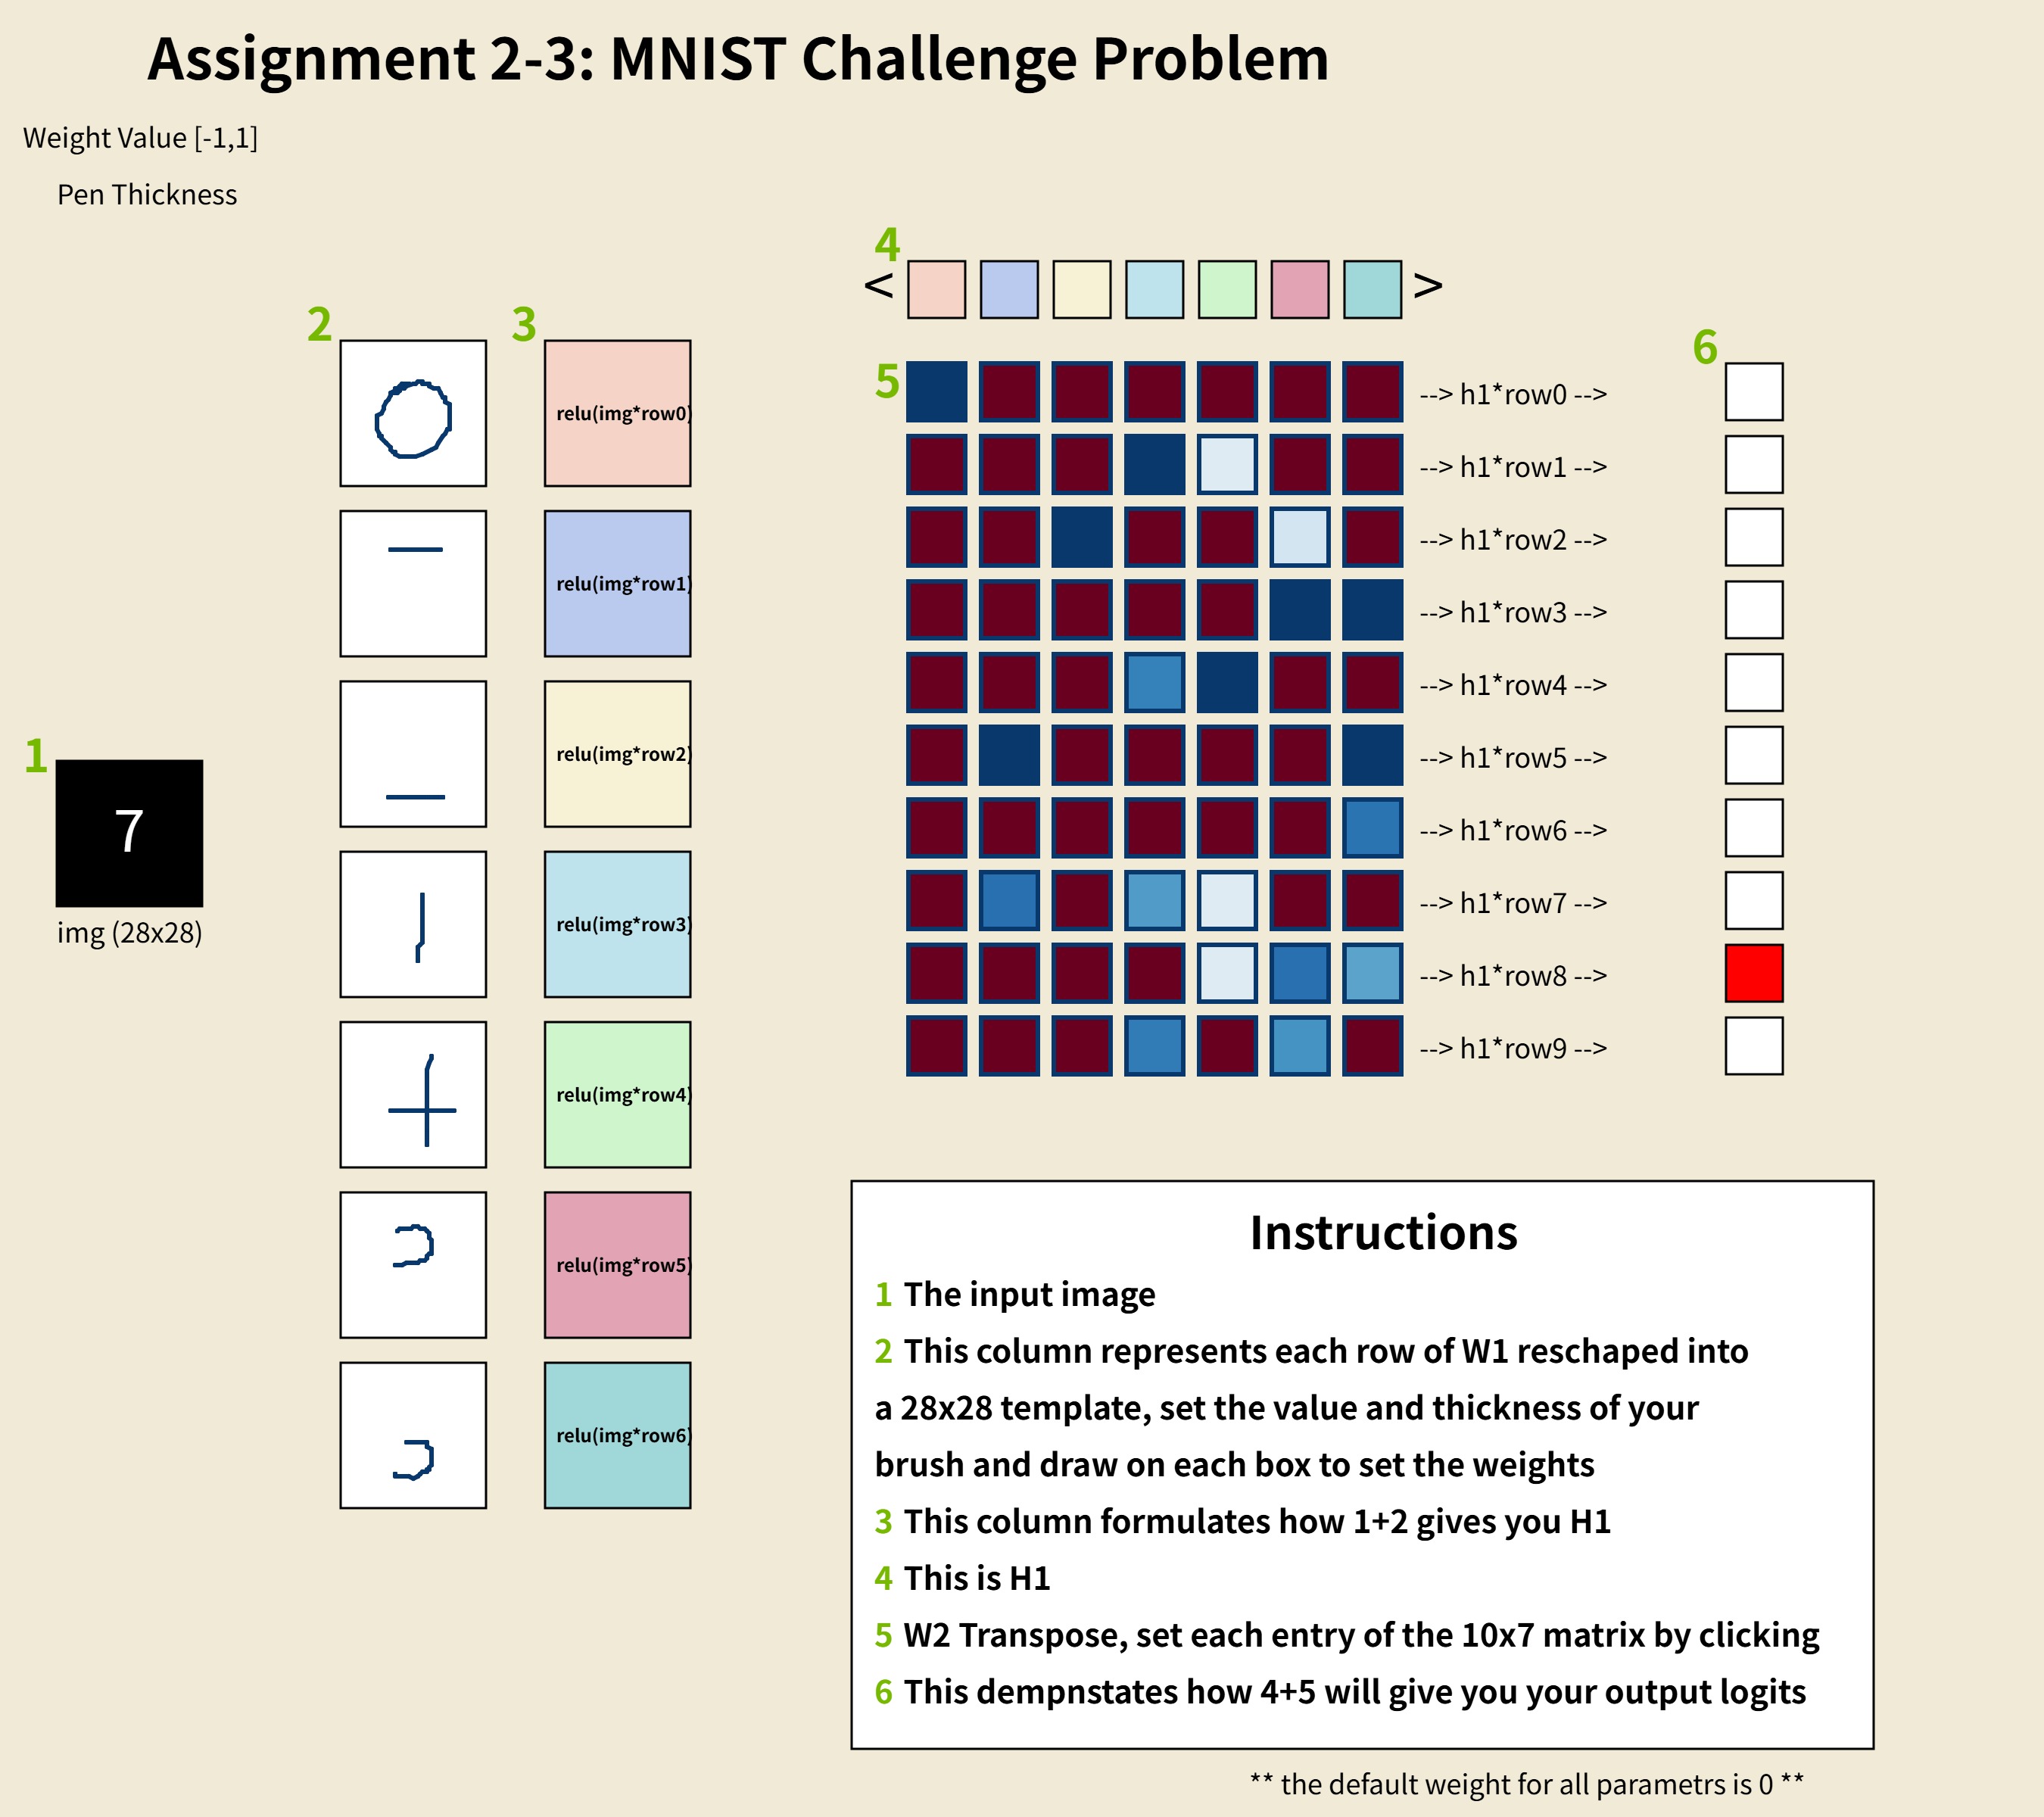 Assignment 2-3: MNIST Challenge Problem
Weight Value [-1,1]
Pen Thickness
4
< >
2 3
6
5
relu(img*row0)
relu(img*row1)
relu(img*row2)
relu(img*row3)
relu(img*row4)
relu(img*row5)
relu(img*row6)
1
7
img (28x28)
--> h1*row0 -->
--> h1*row1 -->
--> h1*row2 -->
--> h1*row3 -->
--> h1*row4 -->
--> h1*row5 -->
--> h1*row6 -->
--> h1*row7 -->
--> h1*row8 -->
--> h1*row9 -->
Instructions
1 The input image
2 This column represents each row of W1 reschaped into
a 28x28 template, set the value and thickness of your
brush and draw on each box to set the weights
3 This column formulates how 1+2 gives you H1
4 This is H1
5 W2 Transpose, set each entry of the 10x7 matrix by clicking
6 This dempnstates how 4+5 will give you your output logits
** the default weight for all parametrs is 0 **